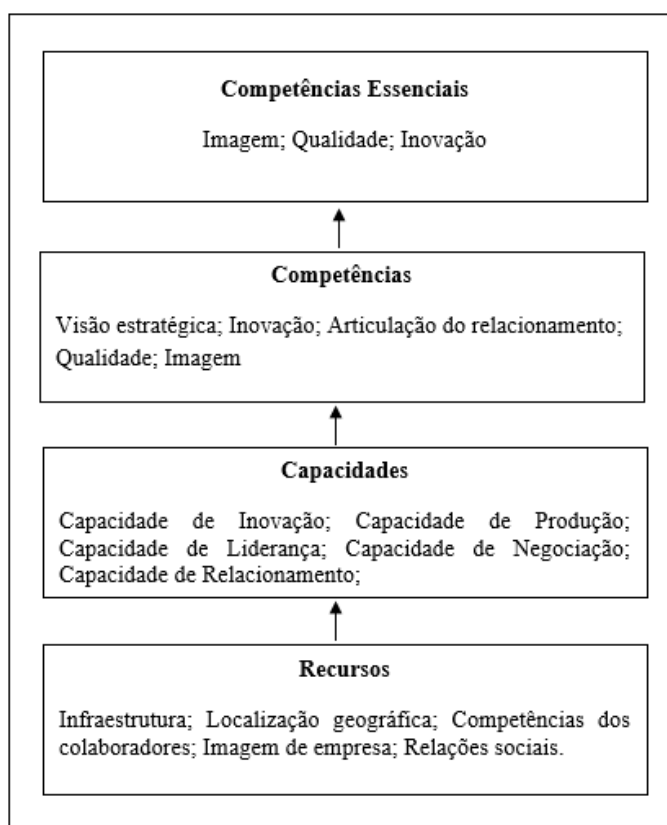 Competências Essenciais
Imagem; Qualidade; Inovação
Competências
Visão estratégica; Inovação; Articulação do relacionamento;
Qualidade; Imagem
Capacidades
Capacidade de Inovação; Capacidade de Produção;
Capacidade de Liderança; Capacidade de Negociação;
Capacidade de Relacionamento;
Recursos
Infraestrutura; Localização geográfica; Competências dos
colaboradores; Imagem de empresa; Relações sociais.